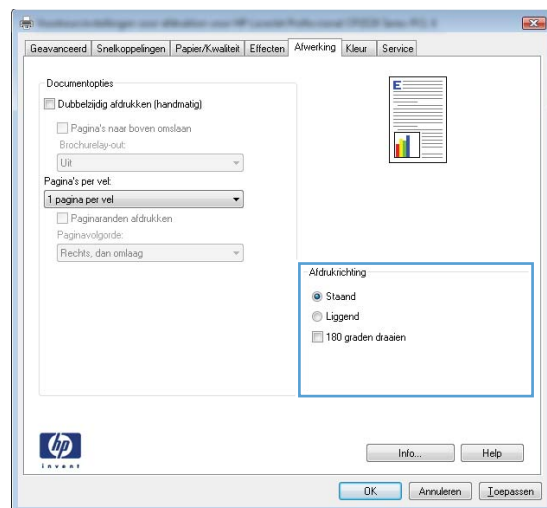 Geavanceerd Snelkoppelingen Papier/Kwaliteit Effecten Afwerking Kleur Service
Documentopties
Dubbelzijdig afdrukken (handmatig)
Pagina's naar boven omslaan
Brochurelay-out:
Uit
Pagina's per vel:
1 pagina per vel
Paginaranden afdrukken
Paginavolgorde:
Rechts, dan omlaag
E
Afdrukrichting
Staand
Liggend
180 graden draaien
hp
invent
Info... Help
OK Annuleren Toepassen